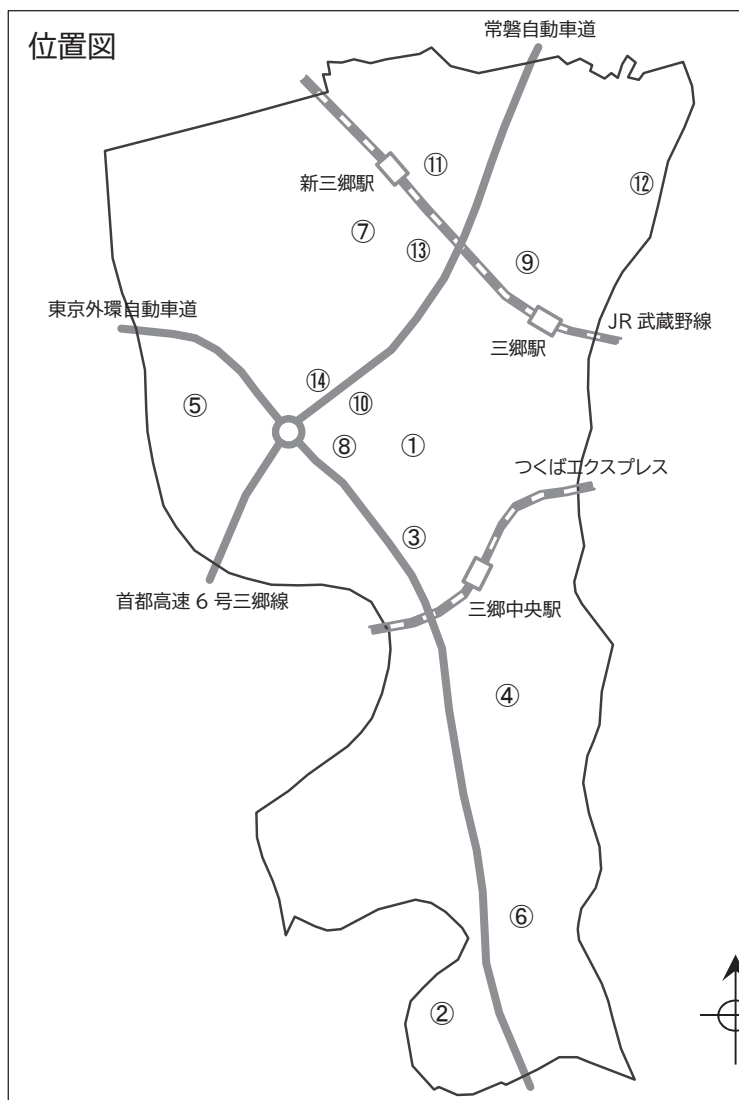 位置図
常磐自動車道
⑪
新三郷駅
⑫
⑦
⑬
⑨
東京外環自動車道
JR 武蔵野線
三郷駅
⑭
⑤
⑩
⑧
①
つくばエクスプレス
③
首都高速 6 号三郷線
三郷中央駅
④
⑥
②